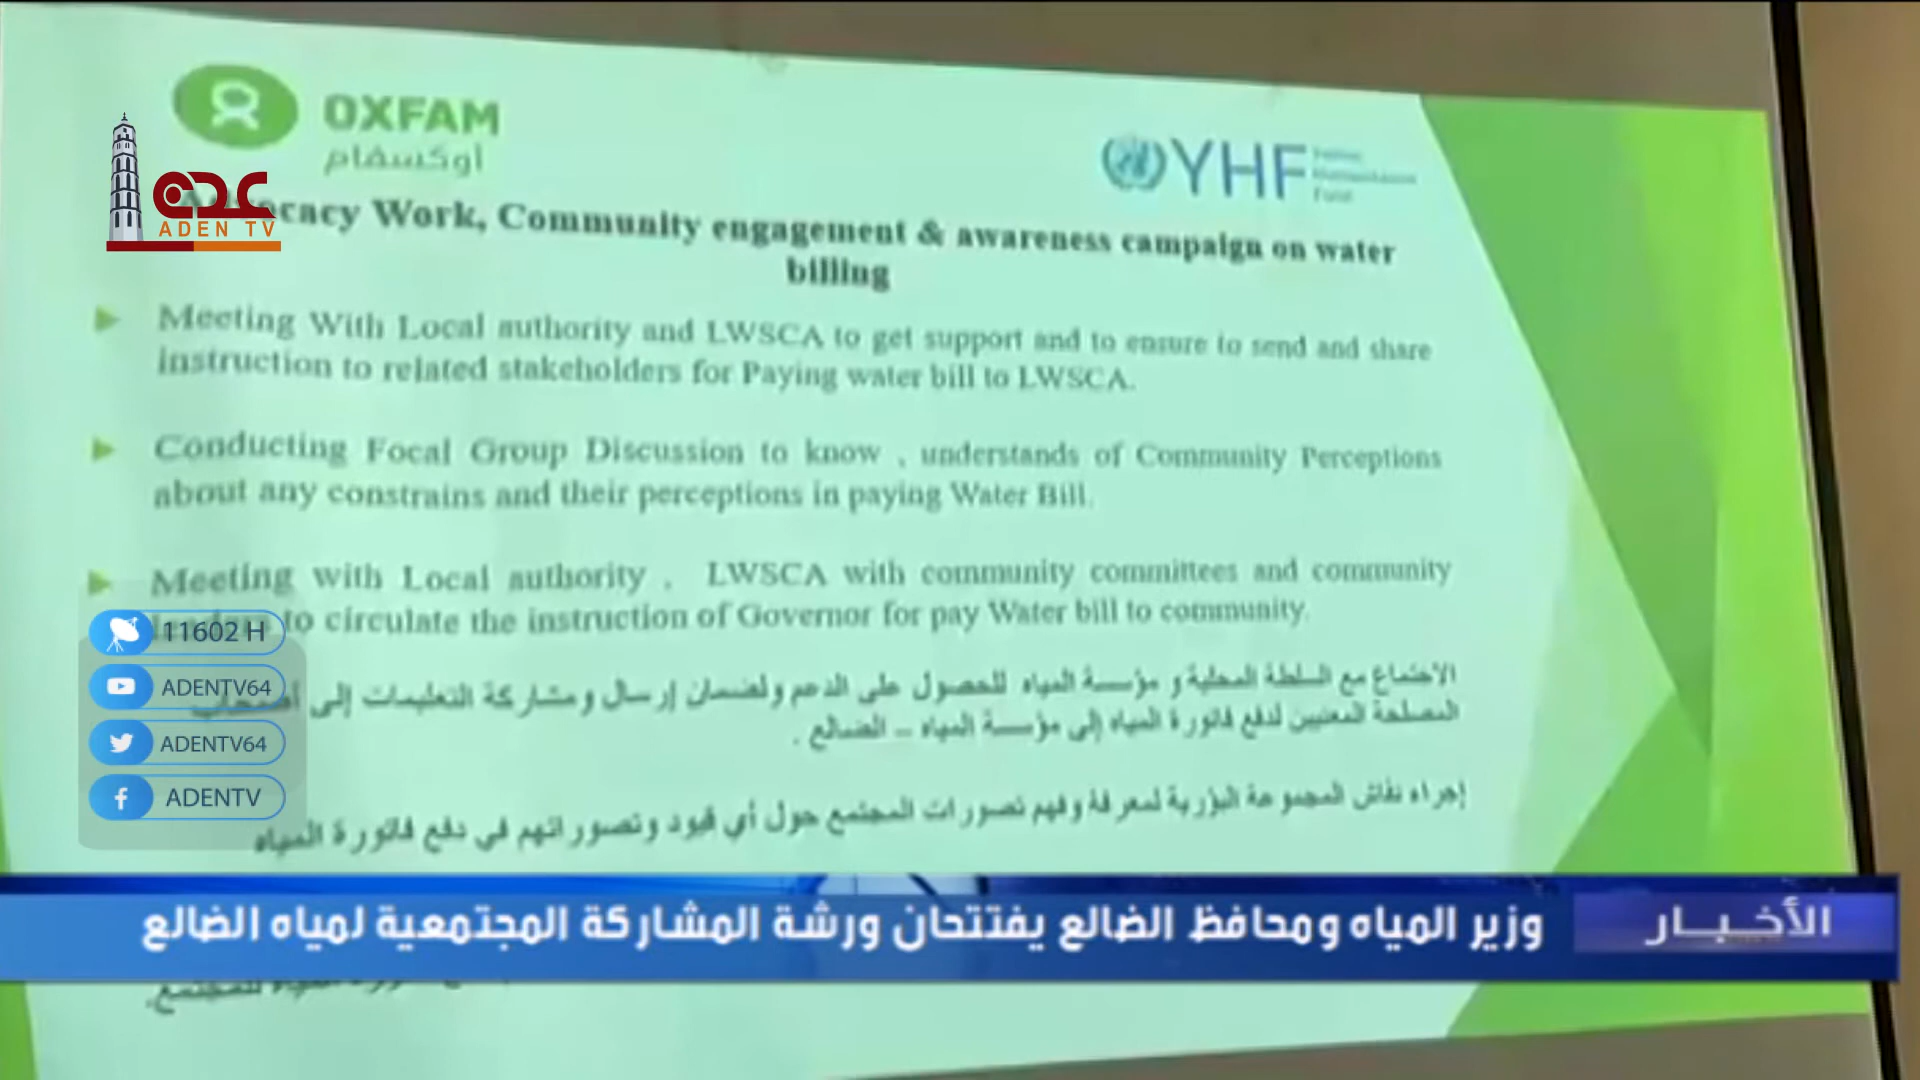 OXFAM
أوكسفام
YHF
عدن
ADEN TV
Advocacy Work, Community engagement & awareness campaign on water
billing
Meeting With Local authority and LWSCA to get support and to ensure to send and share
instruction to related stakeholders for Paying water bill to LWSCA.
Conducting Focal Group Discussion to know , understands of Community Perceptions
about any constrains and their perceptions in paying Water Bill.
Meeting with Local authority , LWSCA with community committees and community
to circulate the instruction of Governor for pay Water bill to community.
الاجتماع مع السلطة المحلية و مؤسسة المياه للحصول على الدعم ولضمان إرسال ومشاركة التعليمات إلى أصحاب
المصلحة المعنيين لدفع فاتورة المياه إلى مؤسسة المياه – الضالع .
إجراء نقاش المجموعة البؤرية لمعرفة وفهم تصورات المجتمع حول أي قيود وتصوراتهم في دفع فاتورة المياه
11602 H
ADENTV64
ADENTV64
ADENTV
الأخبار
وزير المياه ومحافظ الضالع يفتتحان ورشة المشاركة المجتمعية لمياه الضالع
للمجتمع.